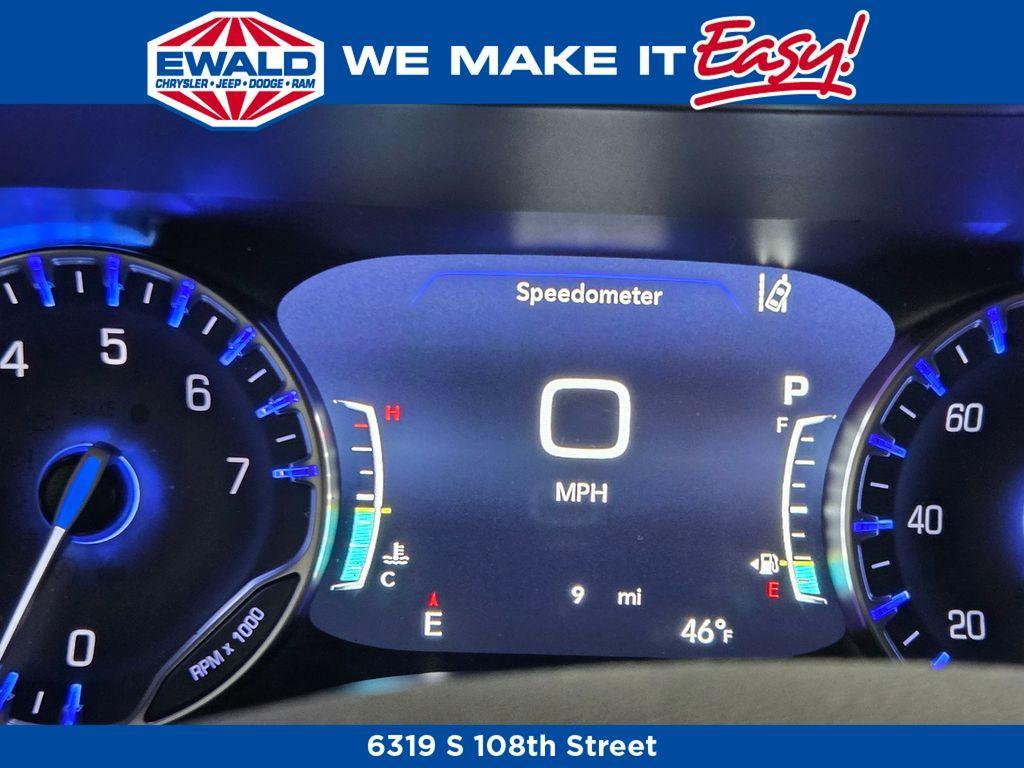 EWALD
CHRYSLER • JEEP • DODGE • RAM
WE MAKE IT Easy!
Speedometer
4
5
6
7
0
RPM x 1000
H
C
0
MPH
P
F
E
9 mi
E
46°F
60
40
20
6319 S 108th Street